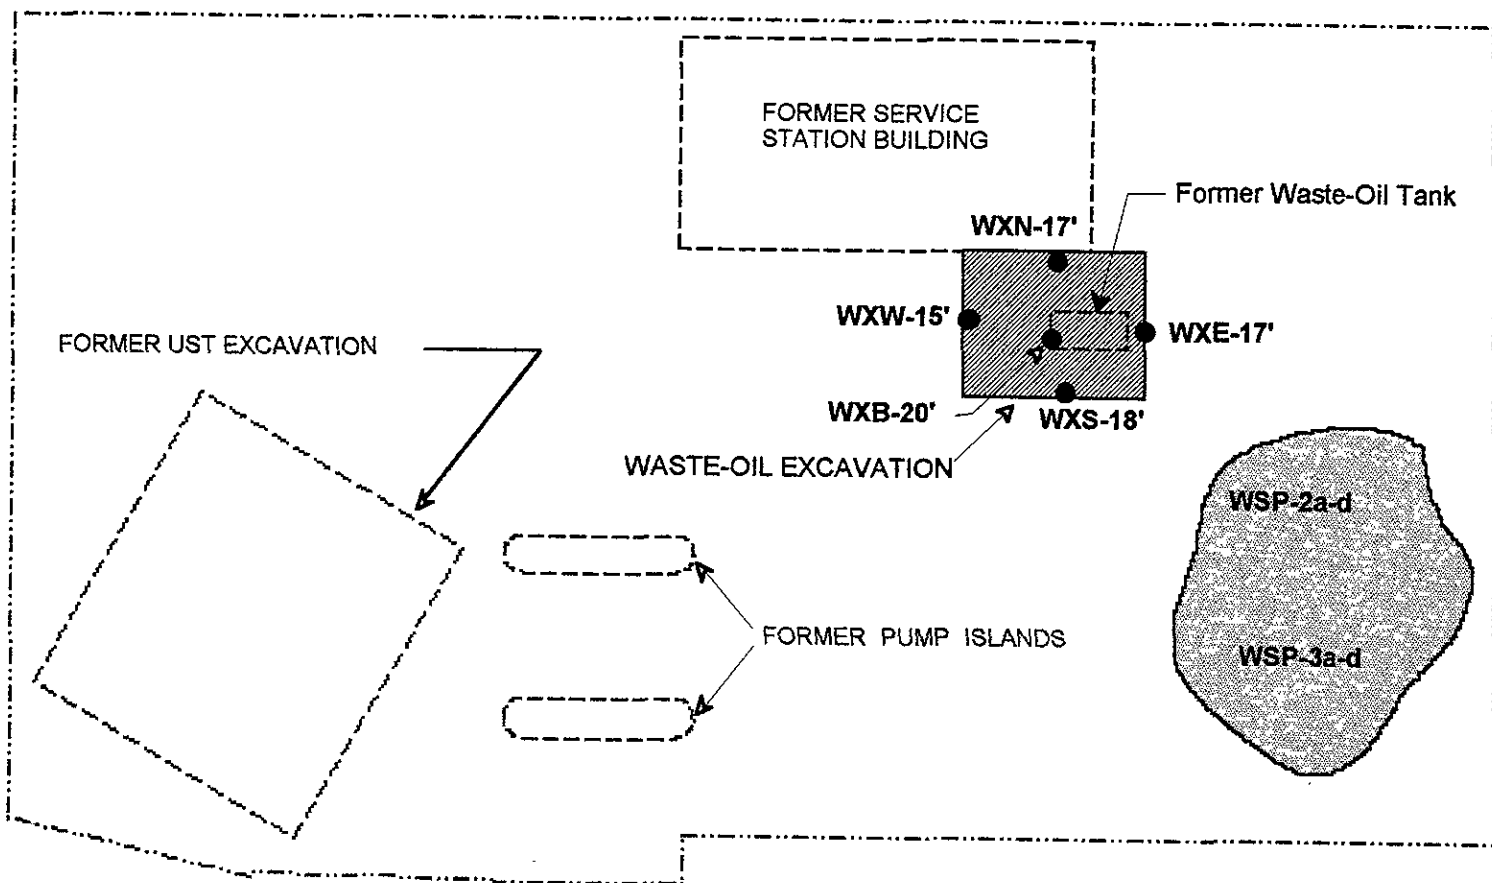 FORMER SERVICE
STATION BUILDING
Former Waste-Oil Tank
WXN-17'
WXW-15'
WXE-17'
FORMER UST EXCAVATION
WXB-20'
WXS-18'
WASTE-OIL EXCAVATION
WSP-2a-d
FORMER PUMP ISLANDS
WSP-3a-d